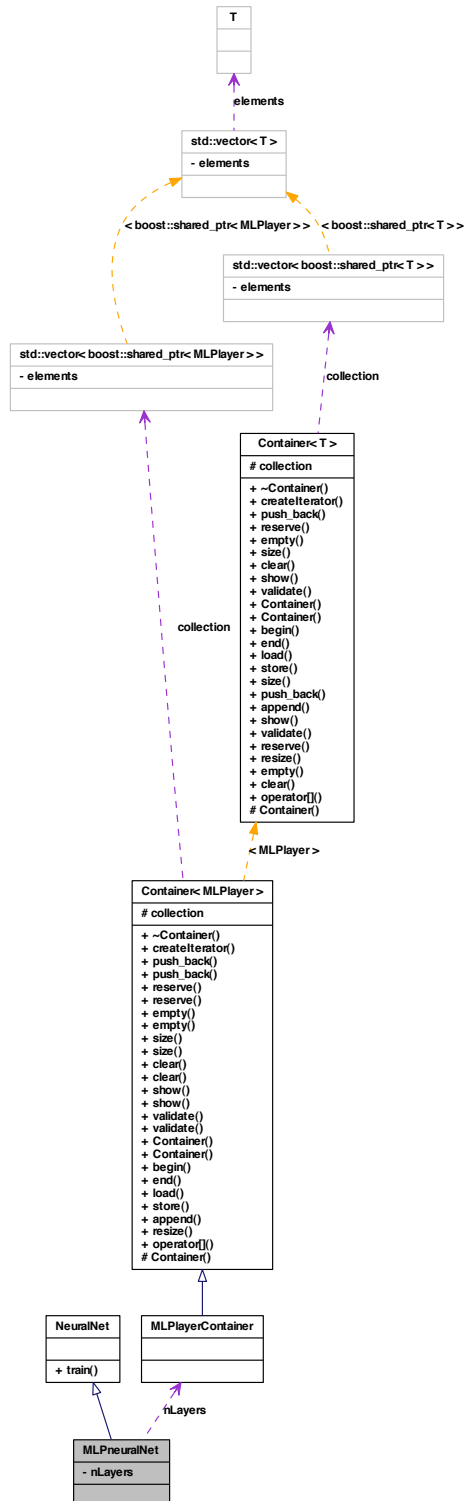 T
elements
std::vector< T >
- elements
< boost::shared_ptr< MLPlayer >>
< boost::shared_ptr< T >>
std::vector< boost::shared_ptr< T >>
- elements
std::vector< boost::shared_ptr< MLPlayer >>
- elements
collection
Container< T >
# collection
+ ~Container()
+ createIterator()
+ push_back()
+ reserve()
+ empty()
+ size()
+ clear()
+ show()
+ validate()
+ Container()
+ Container()
+ begin()
+ end()
+ load()
+ store()
+ size()
+ push_back()
+ append()
+ show()
+ validate()
+ reserve()
+ resize()
+ empty()
+ clear()
+ operator[]()
# Container()
collection
< MLPlayer >
Container< MLPlayer >
# collection
+ ~Container()
+ createIterator()
+ push_back()
+ push_back()
+ reserve()
+ reserve()
+ empty()
+ empty()
+ size()
+ size()
+ clear()
+ clear()
+ show()
+ show()
+ validate()
+ validate()
+ Container()
+ Container()
+ begin()
+ end()
+ load()
+ store()
+ append()
+ resize()
+ operator[]()
# Container()
NeuralNet
+ train()
MLPlayerContainer
nLayers
MLPneuralNet
- nLayers